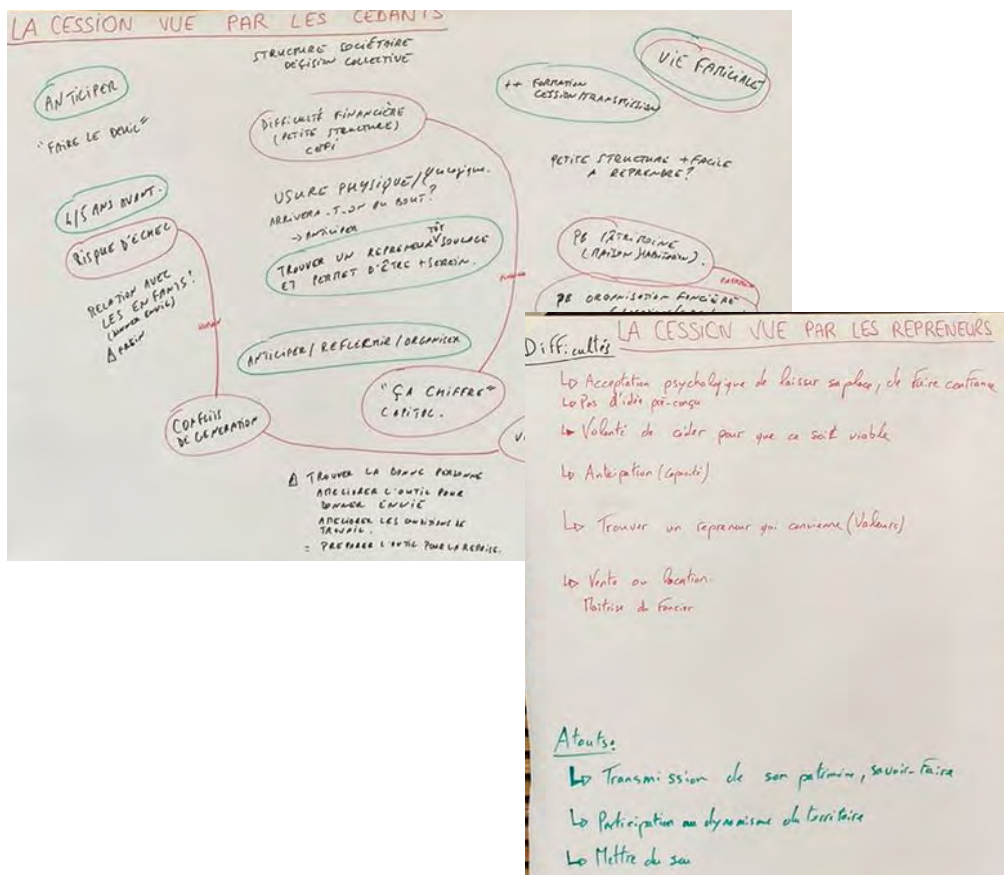 LA CESSION VUE PAR LES CÉDANTS
STRUCTURE SOCIÉTAIRE
DÉCISION COLLECTIVE
VIE FAMILIALE
ANTICIPER
++ FORMATION
CESSION/TRANSMISSION
"FAIRE LE DEUIL"
DIFFICULTÉ FINANCIÈRE
(PETITE STRUCTURE)
PETITE STRUCTURE + FACILE
A REPRENDRE ?
4/5 ANS AVANT.
RISQUE D'ÉCHEC
USURE PHYSIQUE/
ARRIVERA-T-ON AU BOUT ?
→ ANTICIPER
TROUVER UN REPRENEUR TÔT SOULAGE
ET PERMET D'ÊTRE + SEREIN.
PB PATRIMOINE
(MAISON HABITATION).
PB ORGANISATION FONCIÈRE
RELATION AVEC
LES ENFANTS !
(DONNER ENVIE)
FREIN
HUMAIN
ANTICIPER/REFLECHIR/ORGANISER
"ÇA CHIFFRE"
CAPITAL.
CONFLITS
DE GENERATION
TROUVER LA BONNE PERSONNE
AMELIORER L'OUTIL POUR
DONNER ENVIE
AMELIORER LES CONDITIONS DE
TRAVAIL.
= PREPARER L'OUTIL POUR LA REPRISE.
LA CESSION VUE PAR LES REPRENEURS
Difficultés
↳ Acceptation psychologique de laisser sa place, de faire confiance
↳ Pas d'idée pré-conçu
↳ Volonté de céder pour que ce soit viable
↳ Anticipation (capacité)
↳ Trouver un repreneur qui convienne (Valeurs)
↳ Vente ou location
Maîtrise du Foncier
Atouts:
↳ Transmission de son patrimoine, savoir-faire
↳ Participation au dynamisme du territoire
↳ Mettre du